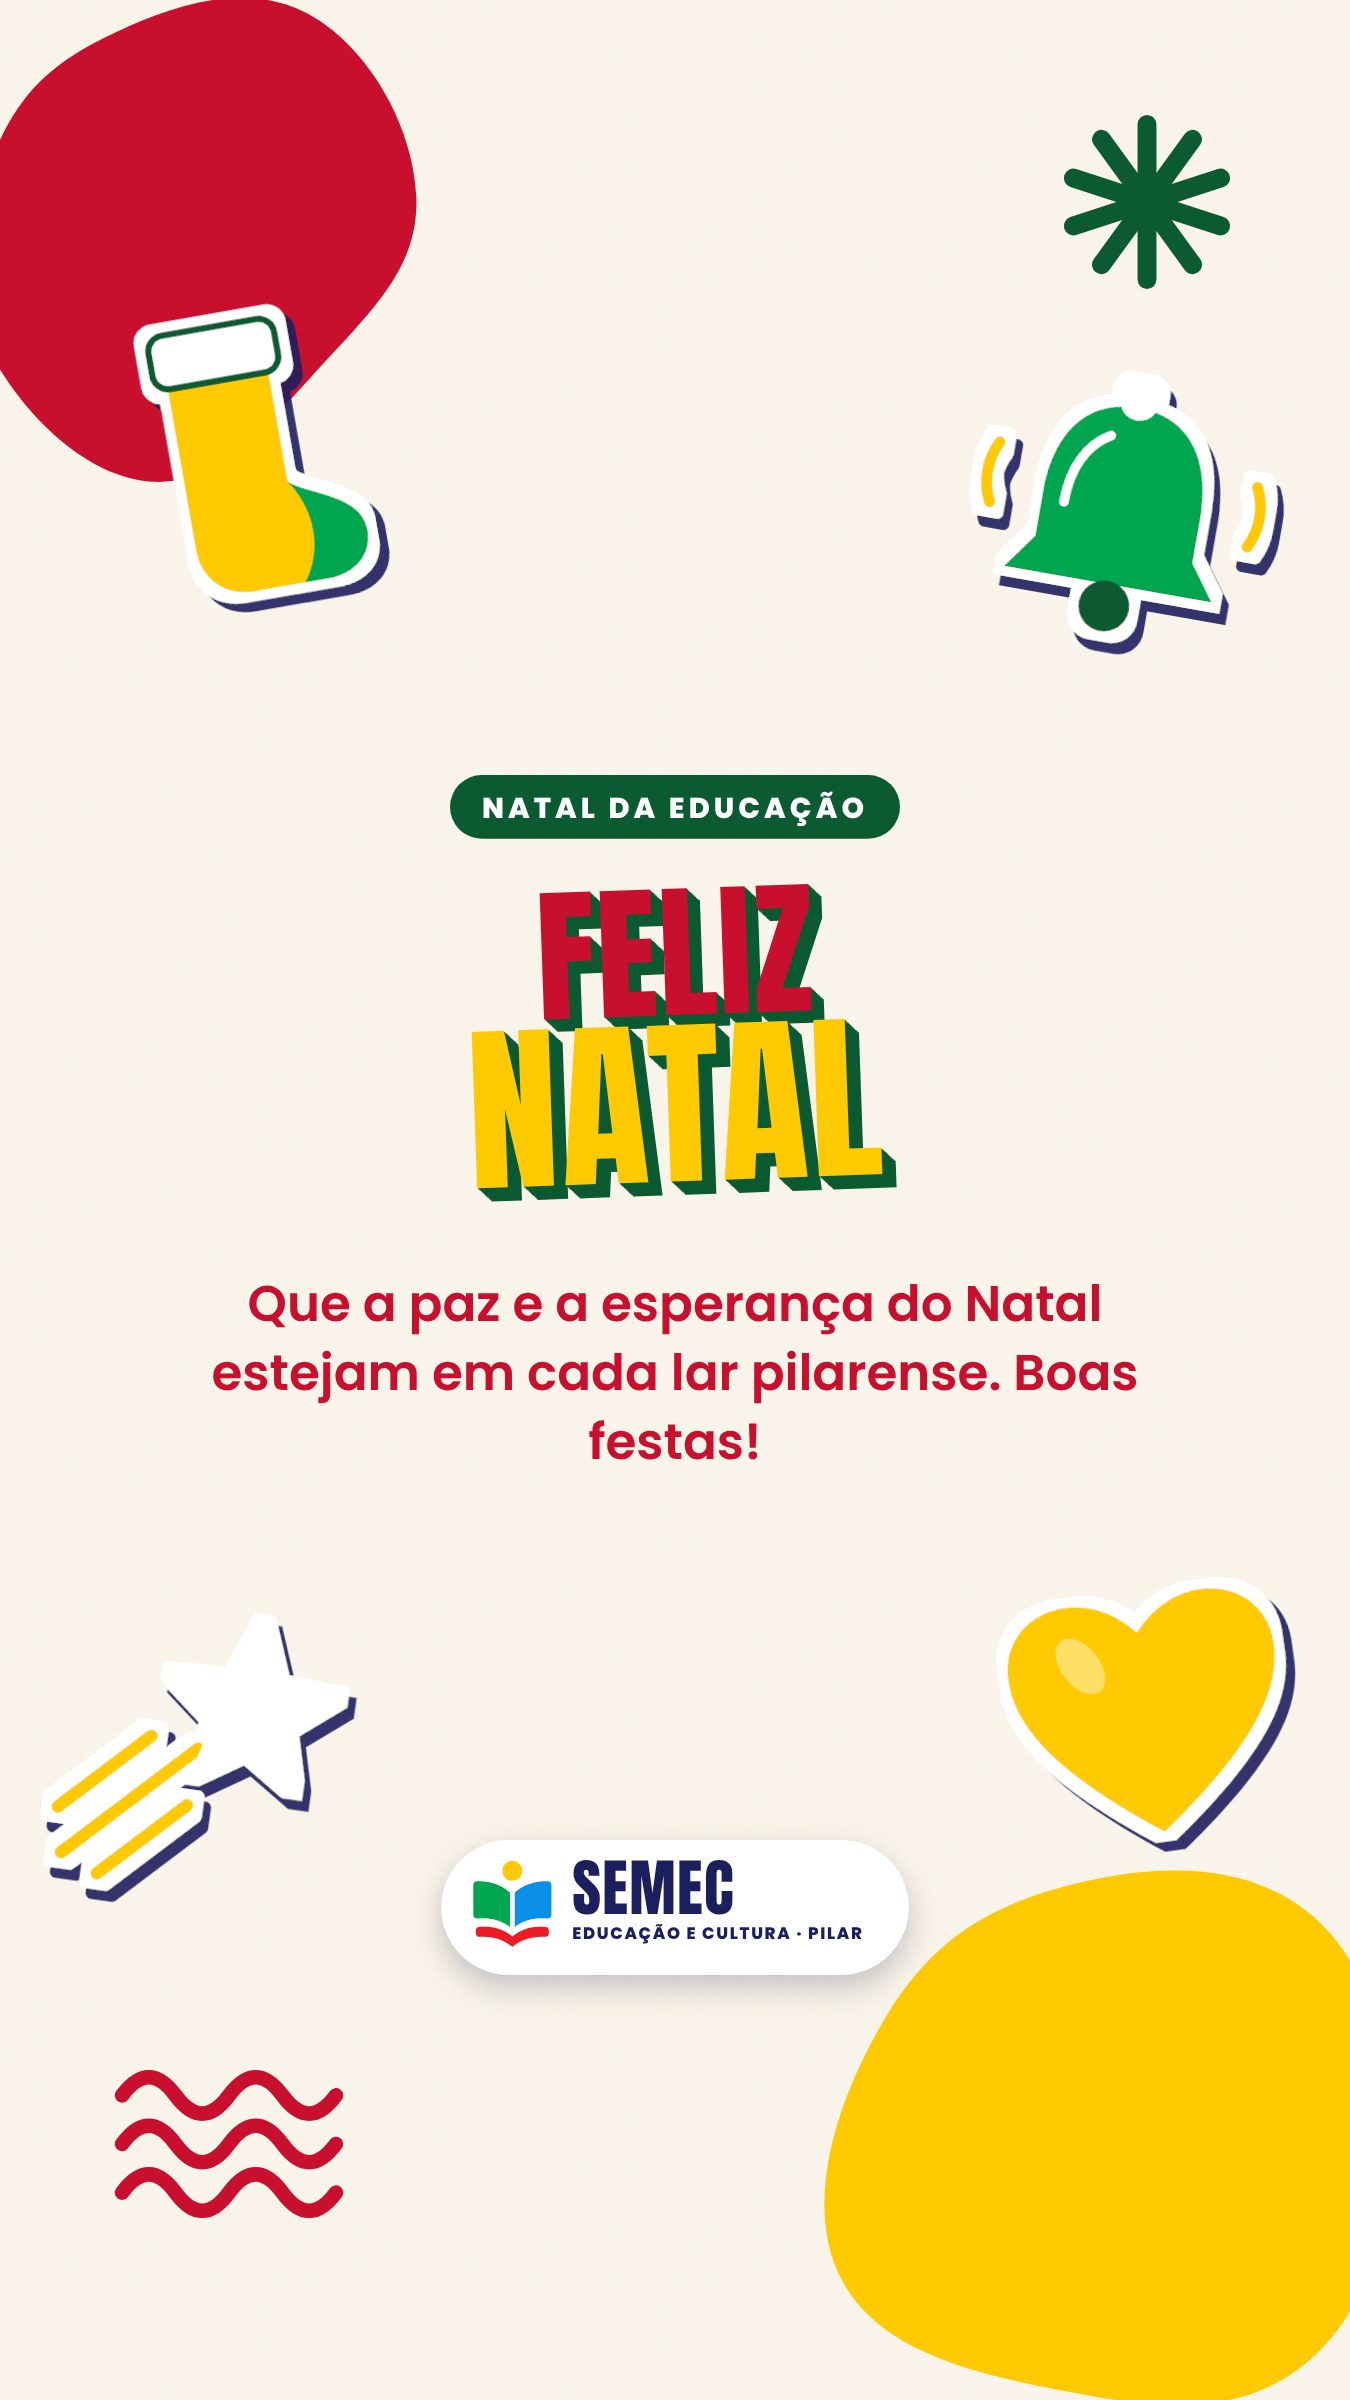 NATAL DA EDUCAÇÃO
FELIZ
NATAL
Que a paz e a esperança do Natal
estejam em cada lar pilarense. Boas
festas!
SEMEC
EDUCAÇÃO E CULTURA · PILAR